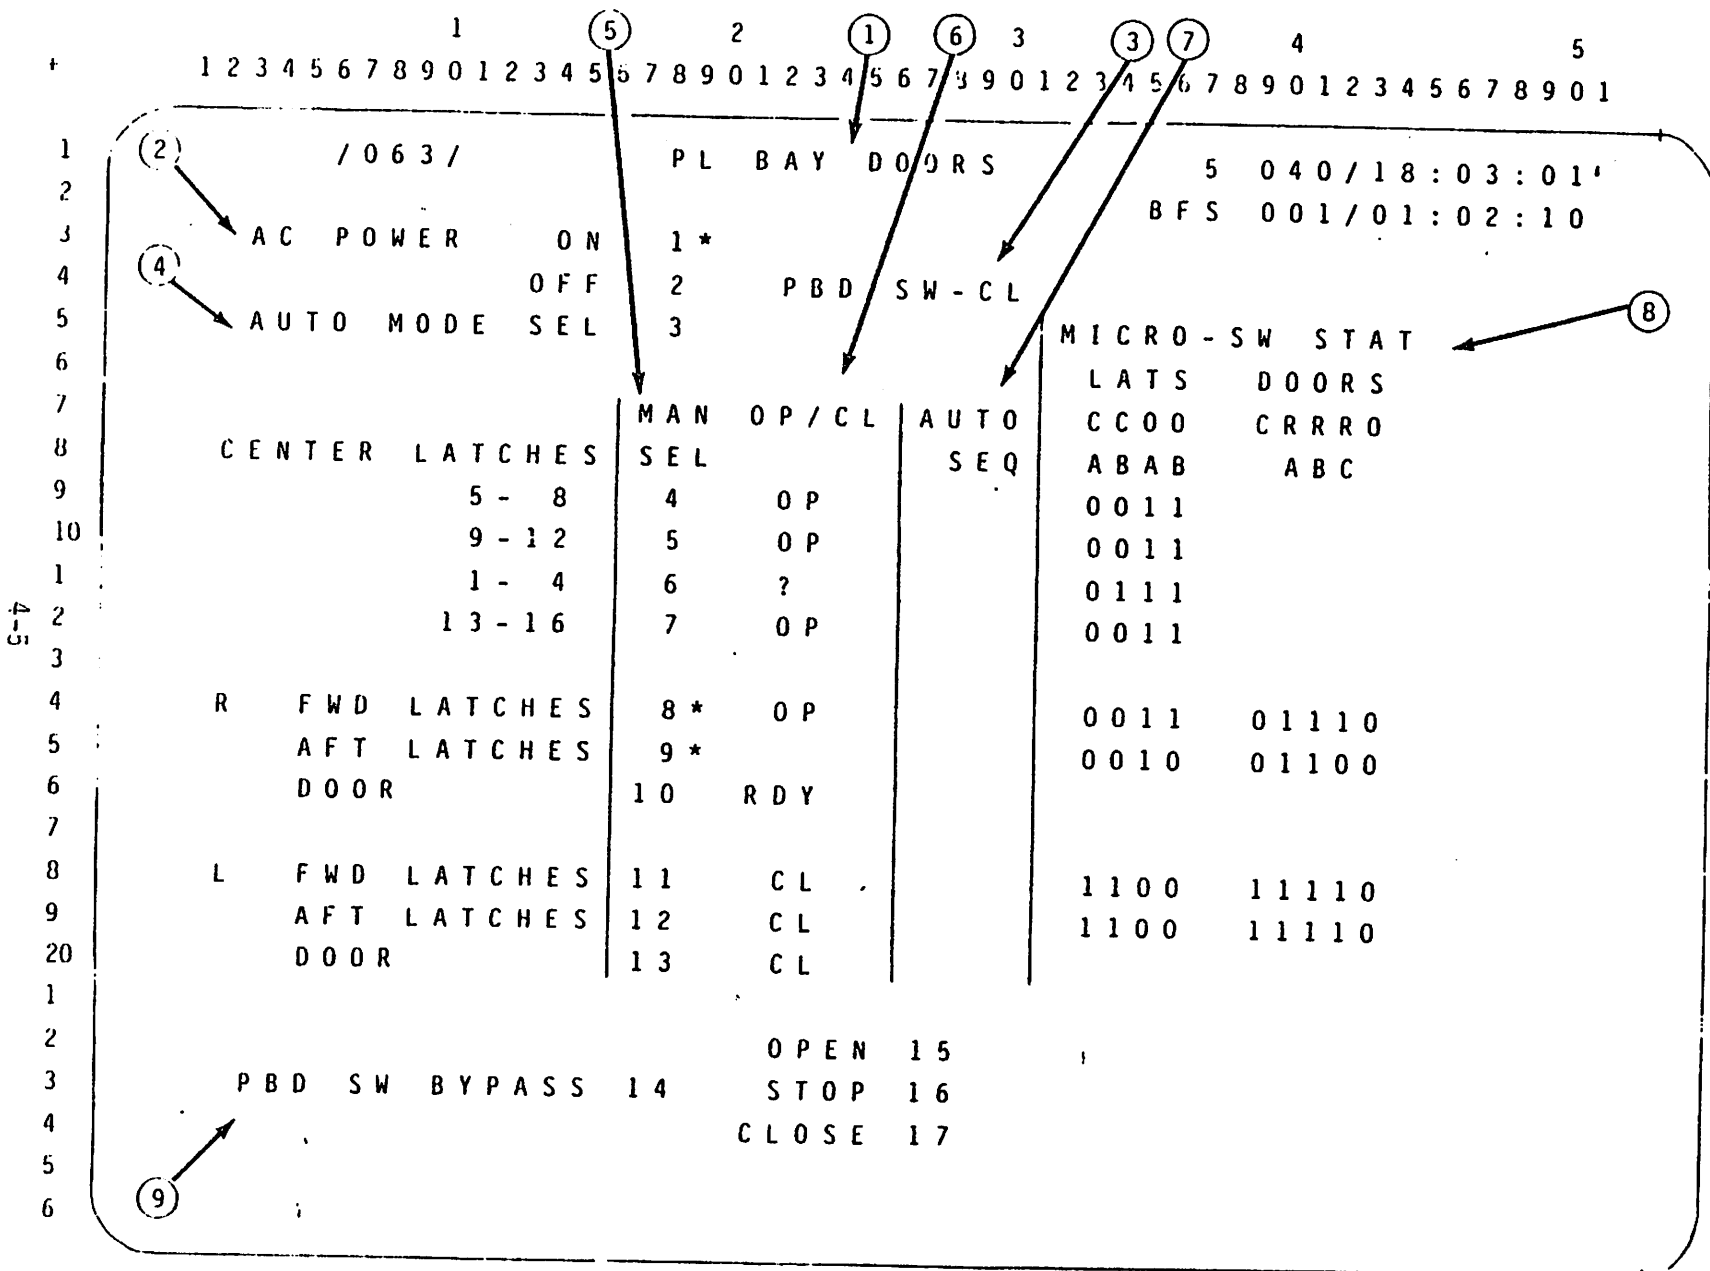 1 5 2 1 6 3 3 7 4 5
+ 1 2 3 4 5 6 7 8 9 0 1 2 3 4 5 6 7 8 9 0 1 2 3 4 5 6 7 8 9 0 1 2 3 4 5 6 7 8 9 0 1 2 3 4 5 6 7 8 9 0 1
1 2 /063/ PL BAY DOORS 5 040/18:03:01'
2 BFS 001/01:02:10
3 AC POWER ON 1*
4 4 OFF 2 PBD SW-CL
5 AUTO MODE SEL 3 MICRO-SW STAT 8
6 LATS DOORS
7 MAN OP/CL AUTO CCOO CRRRO
8 CENTER LATCHES SEL SEQ ABAB ABC
9 5- 8 4 OP 0011
10 9-12 5 OP 0011
1 1- 4 6 ? 0111
2 13-16 7 OP 0011
3
4 R FWD LATCHES 8* OP 0011 01110
5 AFT LATCHES 9* 0010 01100
6 DOOR 10 RDY
7
8 L FWD LATCHES 11 CL 1100 11110
9 AFT LATCHES 12 CL 1100 11110
20 DOOR 13 CL
1
2 OPEN 15
3 PBD SW BYPASS 14 STOP 16
4 CLOSE 17
5
6 9
4-5